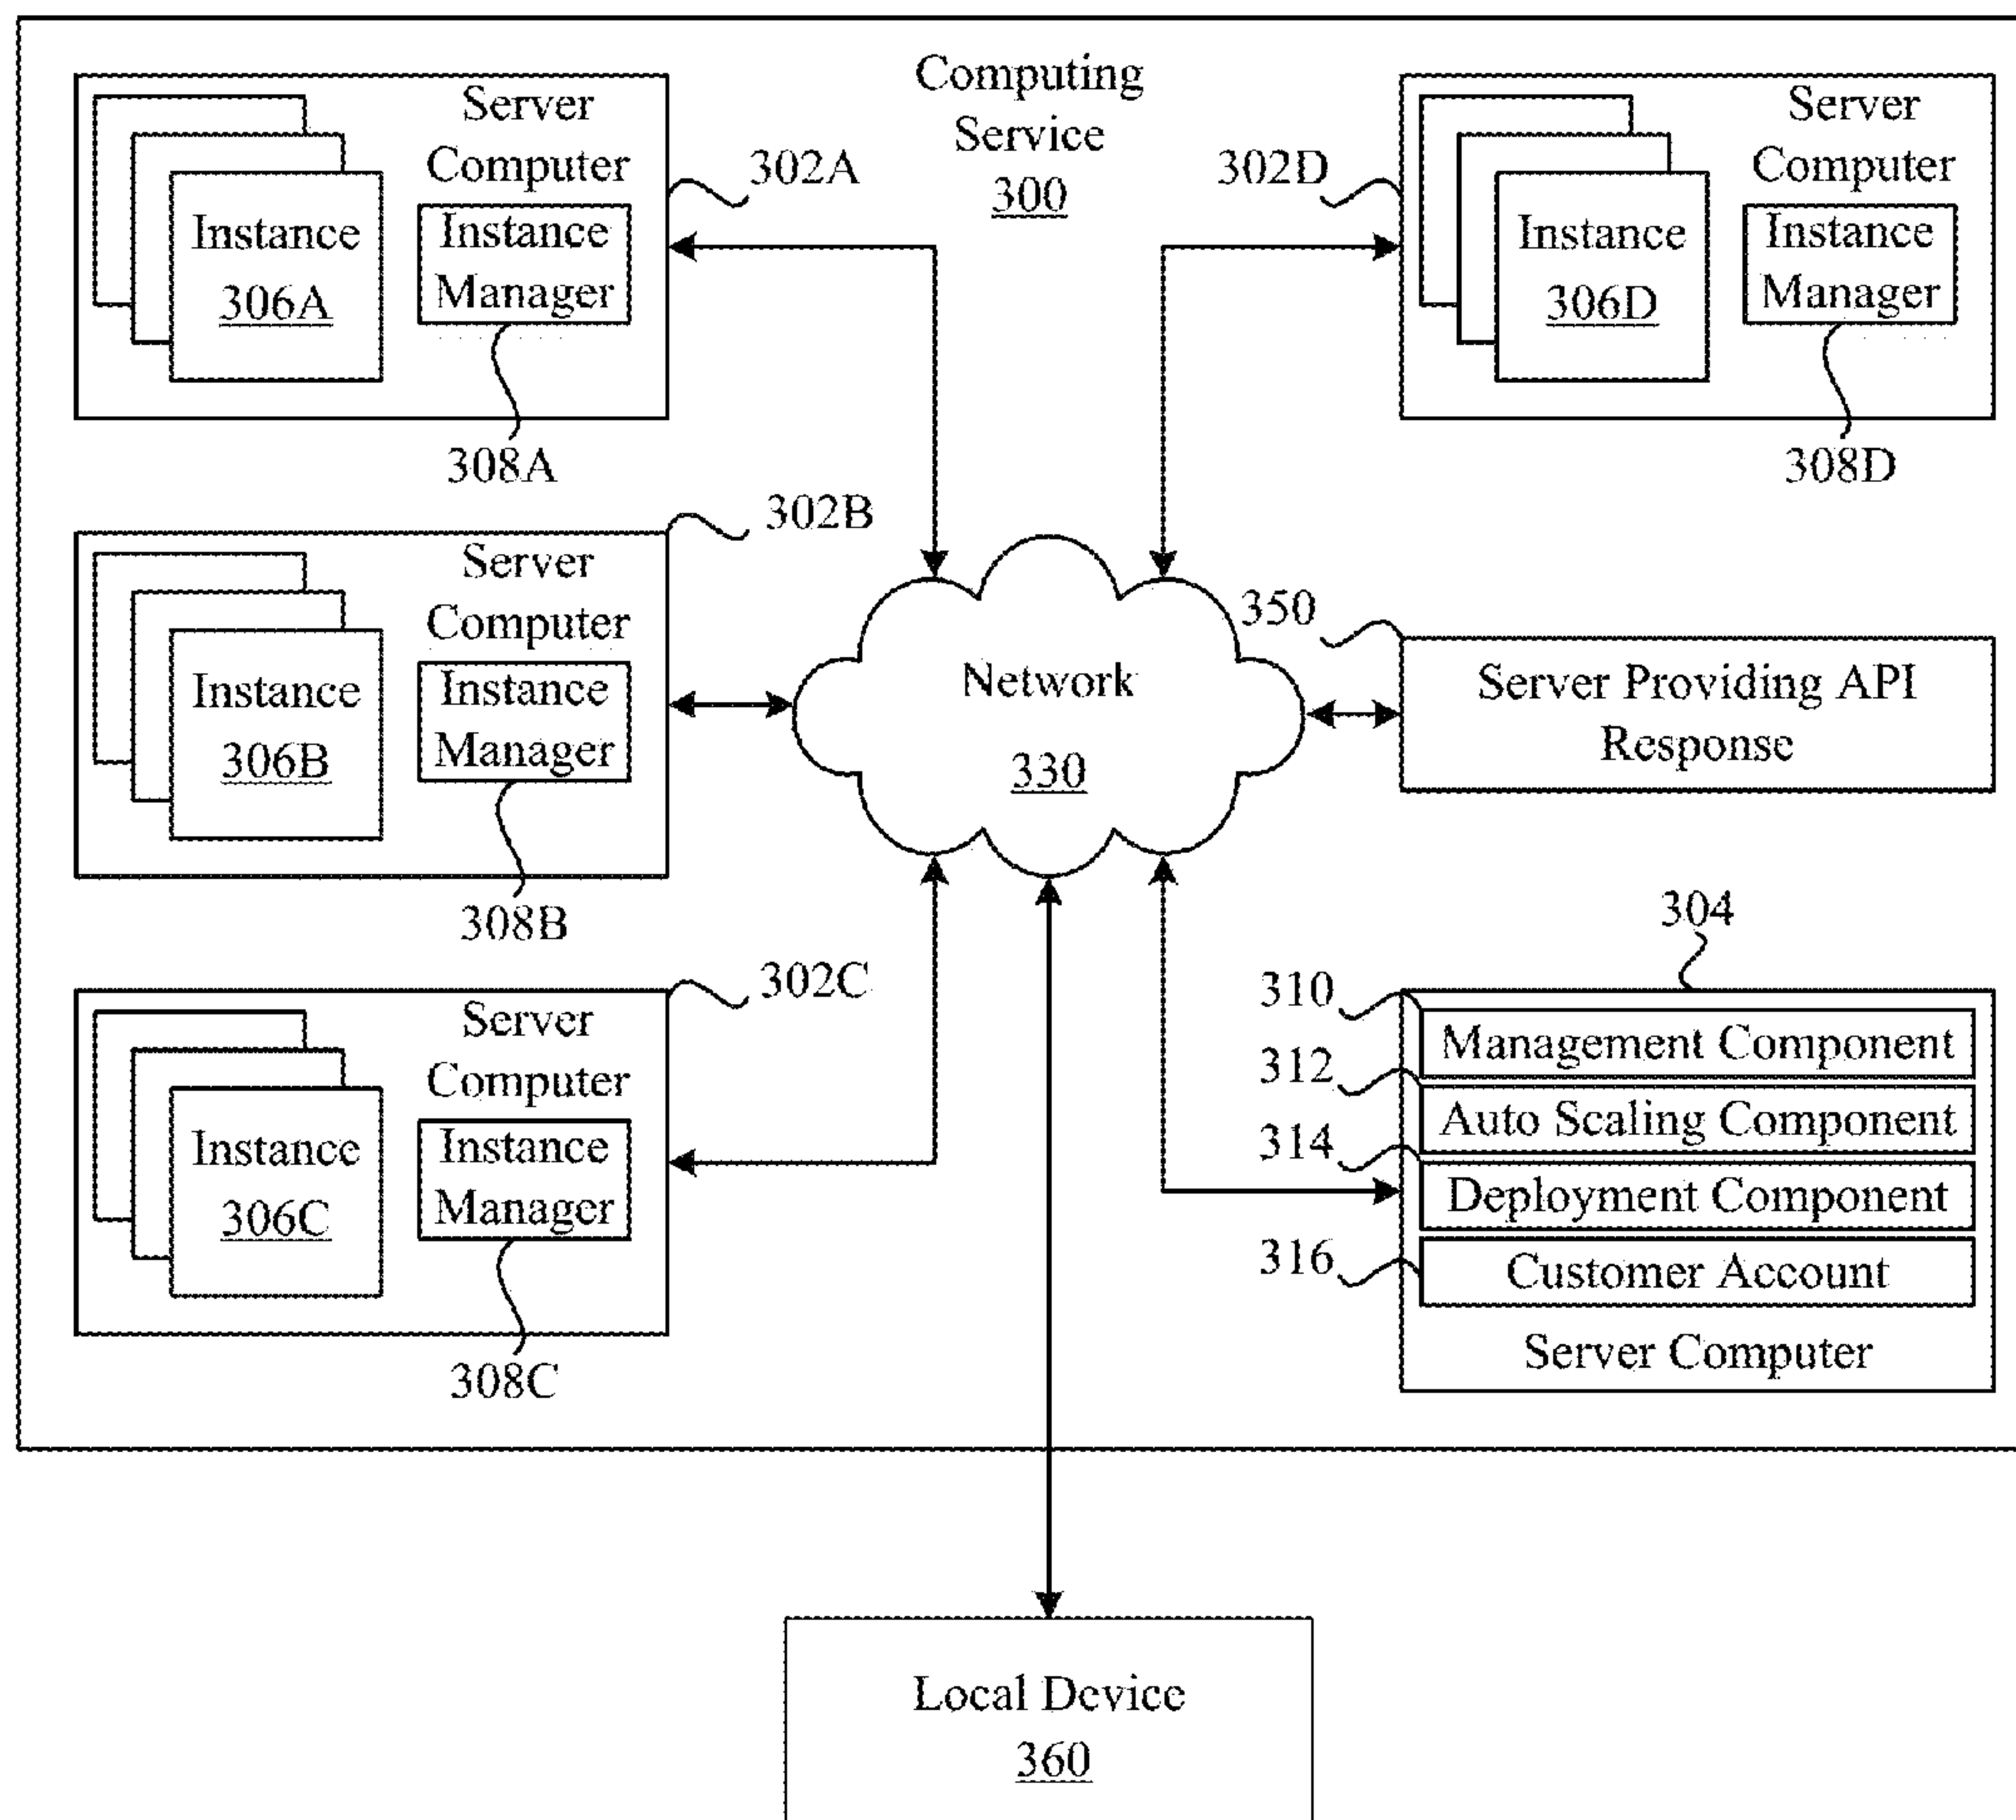 Computing
Service
300
Server
Computer
302A
Instance
306A
Instance
Manager
308A
Server
Computer
302D
Instance
306D
Instance
Manager
308D
Server
Computer
302B
Instance
306B
Instance
Manager
308B
Network
330
350
Server Providing API
Response
Server
Computer
302C
Instance
306C
Instance
Manager
308C
304
310
Management Component
312
Auto Scaling Component
314
Deployment Component
316
Customer Account
Server Computer
Local Device
360